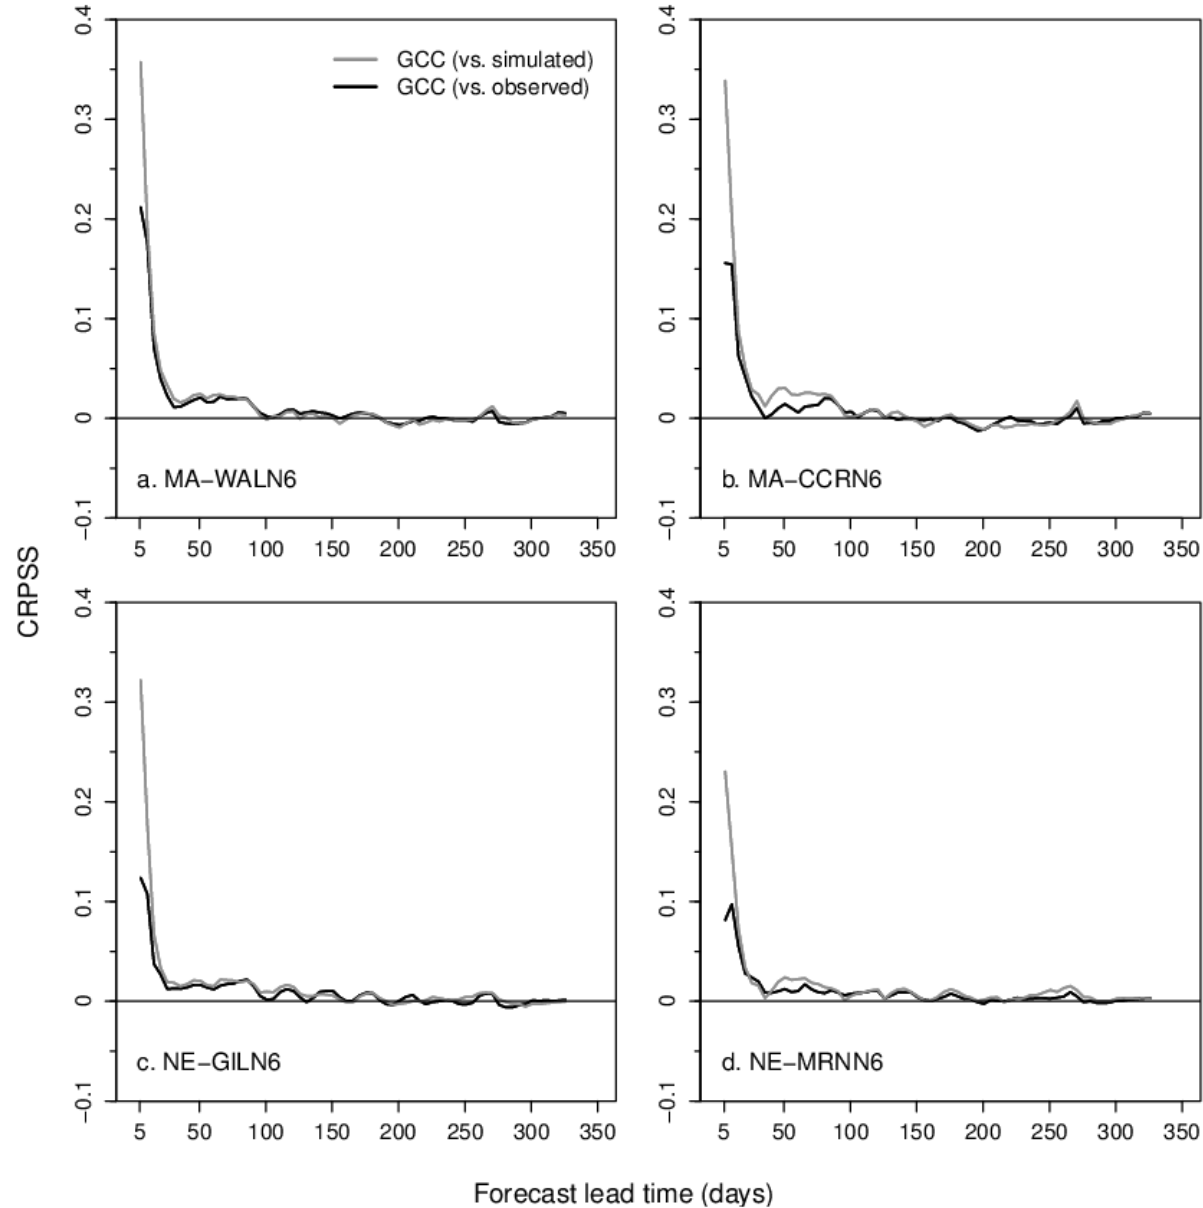 GCC (vs. simulated)
GCC (vs. observed)
0.4
0.3
0.2
0.1
0
−0.1
a. MA−WALN6
5 50 100 150 200 250 300 350
0.4
0.3
0.2
0.1
0
−0.1
b. MA−CCRN6
5 50 100 150 200 250 300 350
CRPSS
0.4
0.3
0.2
0.1
0
−0.1
c. NE−GILN6
5 50 100 150 200 250 300 350
0.4
0.3
0.2
0.1
0
−0.1
d. NE−MRNN6
5 50 100 150 200 250 300 350
Forecast lead time (days)